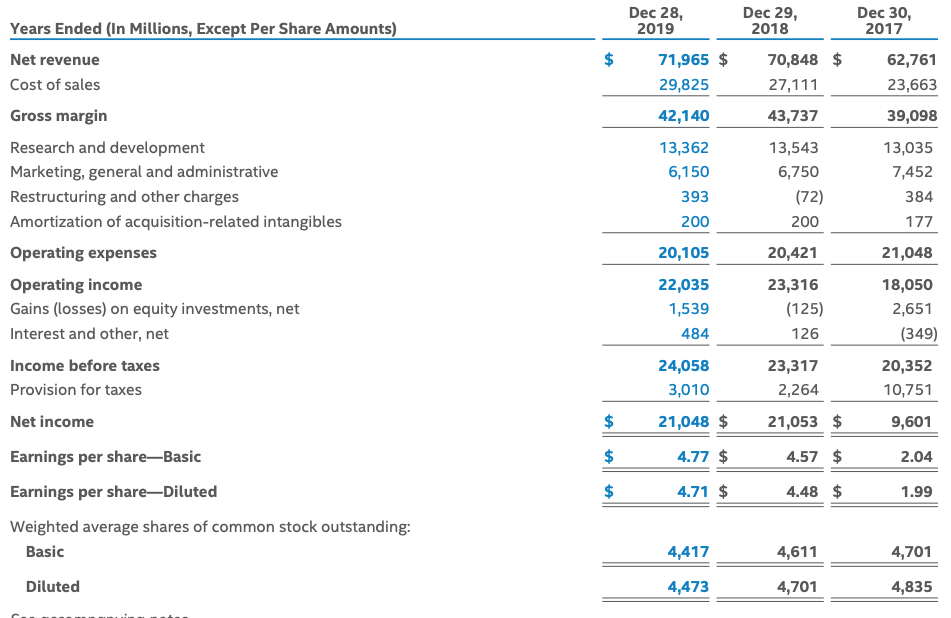 Dec 28, Dec 29, Dec 30,
Years Ended (In Millions, Except Per Share Amounts) 2019 2018 2017
Net revenue $ 71,965 $ 70,848 $ 62,761
Cost of sales 29,825 27,111 23,663
Gross margin 42,140 43,737 39,098
Research and development 13,362 13,543 13,035
Marketing, general and administrative 6,150 6,750 7,452
Restructuring and other charges 393 (72) 384
Amortization of acquisition-related intangibles 200 200 177
Operating expenses 20,105 20,421 21,048
Operating income 22,035 23,316 18,050
Gains (losses) on equity investments, net 1,539 (125) 2,651
Interest and other, net 484 126 (349)
Income before taxes 24,058 23,317 20,352
Provision for taxes 3,010 2,264 10,751
Net income $ 21,048 $ 21,053 $ 9,601
Earnings per share—Basic $ 4.77 $ 4.57 $ 2.04
Earnings per share—Diluted $ 4.71 $ 4.48 $ 1.99
Weighted average shares of common stock outstanding:
Basic 4,417 4,611 4,701
Diluted 4,473 4,701 4,835